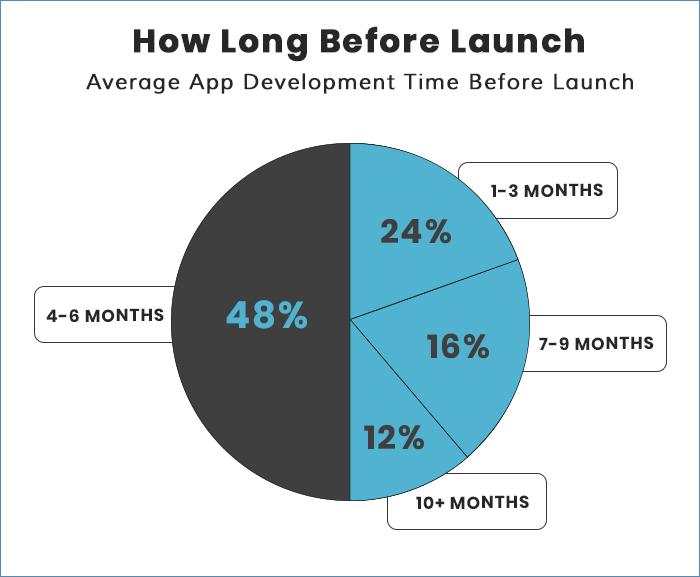 How Long Before Launch
Average App Development Time Before Launch
1-3 MONTHS
24%
4-6 MONTHS
48%
16%
7-9 MONTHS
12%
10+ MONTHS